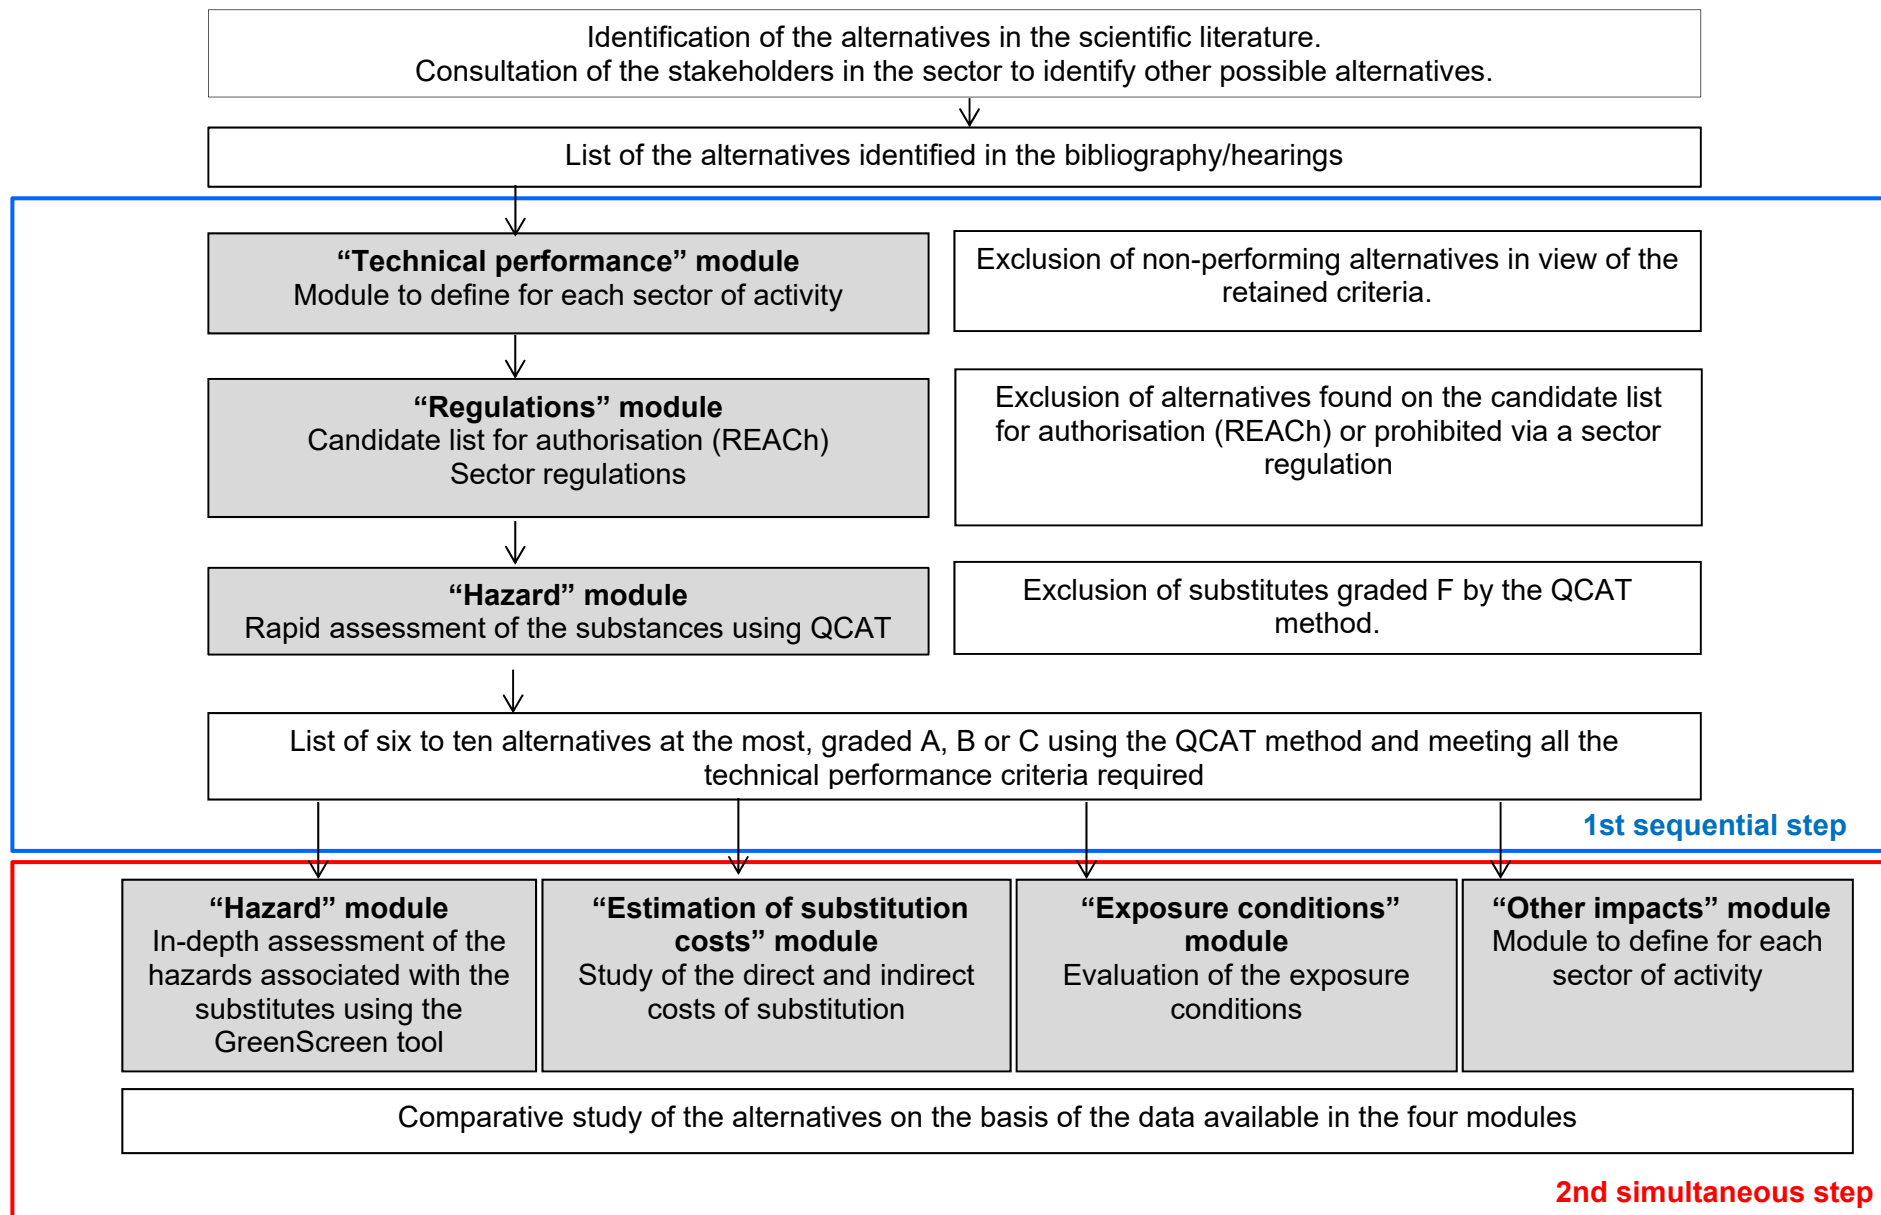 Identification of the alternatives in the scientific literature.
Consultation of the stakeholders in the sector to identify other possible alternatives.
List of the alternatives identified in the bibliography/hearings
“Technical performance” module
Module to define for each sector of activity
Exclusion of non-performing alternatives in view of the
retained criteria.
“Regulations” module
Candidate list for authorisation (REACh)
Sector regulations
Exclusion of alternatives found on the candidate list
for authorisation (REACh) or prohibited via a sector
regulation
“Hazard” module
Rapid assessment of the substances using QCAT
Exclusion of substitutes graded F by the QCAT
method.
List of six to ten alternatives at the most, graded A, B or C using the QCAT method and meeting all the
technical performance criteria required
1st sequential step
“Hazard” module
In-depth assessment of the
hazards associated with the
substitutes using the
GreenScreen tool
“Estimation of substitution
costs” module
Study of the direct and indirect
costs of substitution
“Exposure conditions”
module
Evaluation of the exposure
conditions
“Other impacts” module
Module to define for each
sector of activity
Comparative study of the alternatives on the basis of the data available in the four modules
2nd simultaneous step